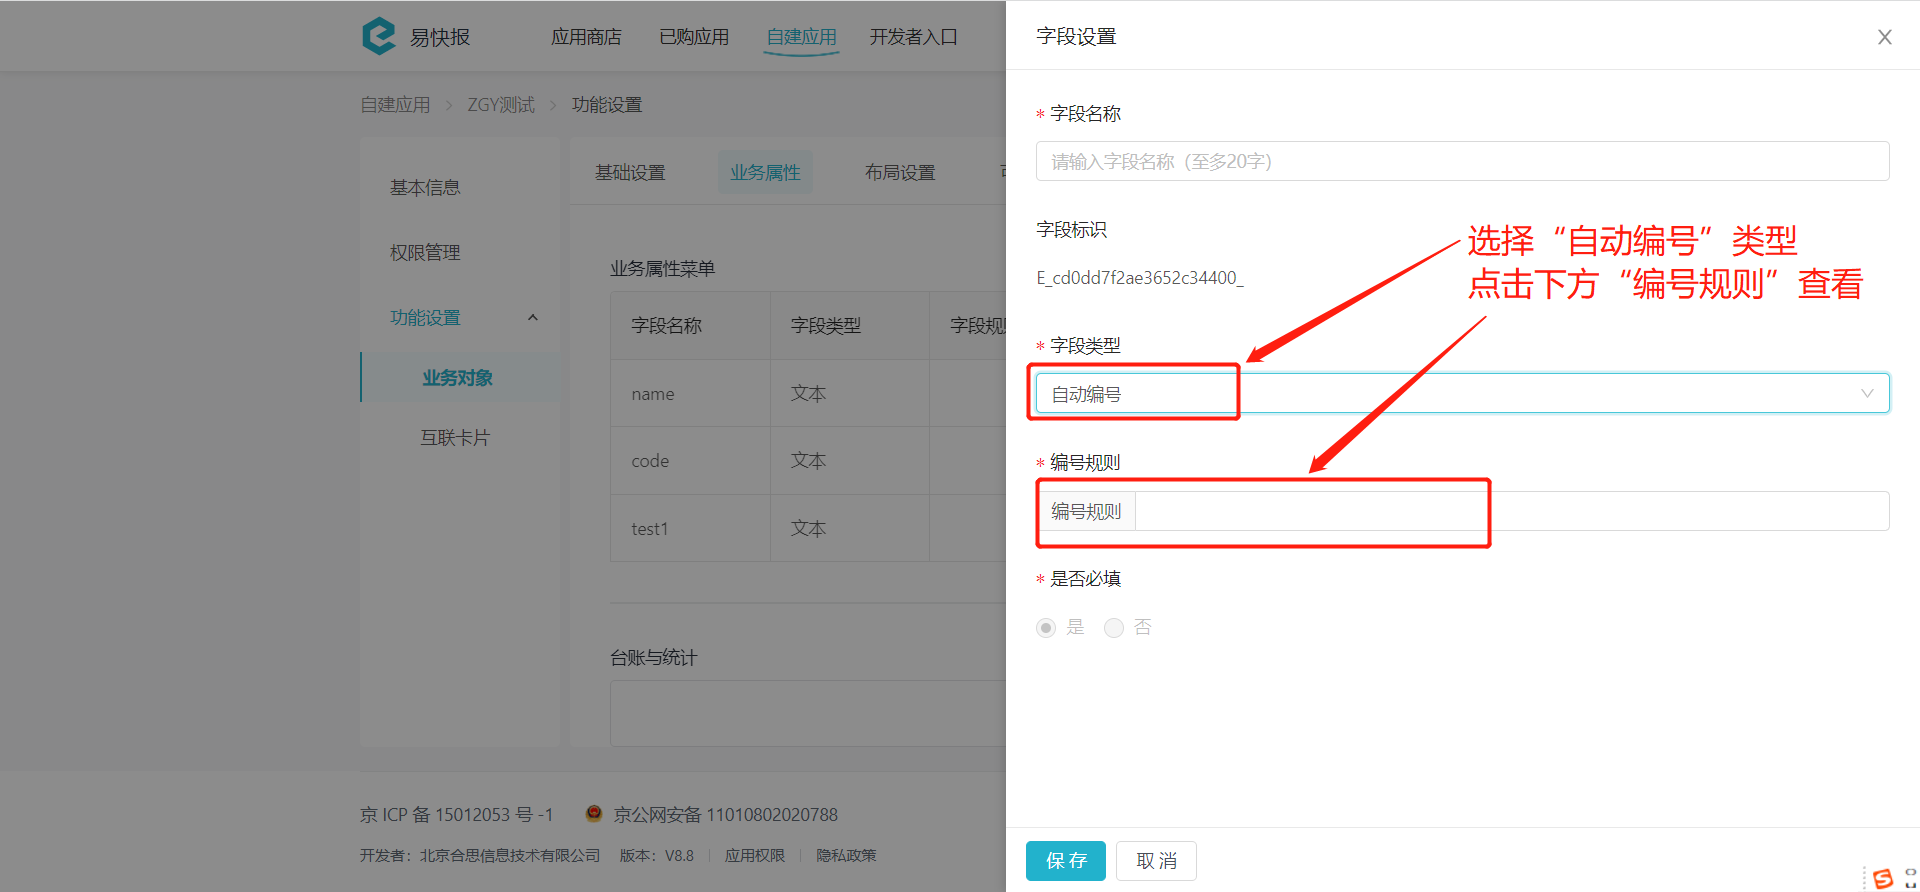 易快报
应用商店 已购应用 自建应用 开发者入口
自建应用 > ZGY测试 > 功能设置
基本信息
权限管理
功能设置
业务对象
互联卡片
基础设置 业务属性 布局设置
业务属性菜单
字段名称 字段类型 字段规
name 文本
code 文本
test1 文本
台账与统计
京 ICP 备 15012053 号 -1 京公网安备 11010802020788
开发者：北京合思信息技术有限公司 版本：V8.8 应用权限 隐私政策
字段设置
* 字段名称
请输入字段名称（至多20字）
字段标识
E_cd0dd7f2ae3652c34400_
选择“自动编号”类型
点击下方“编号规则”查看
* 字段类型
自动编号
* 编号规则
编号规则
* 是否必填
是 否
保 存 取 消